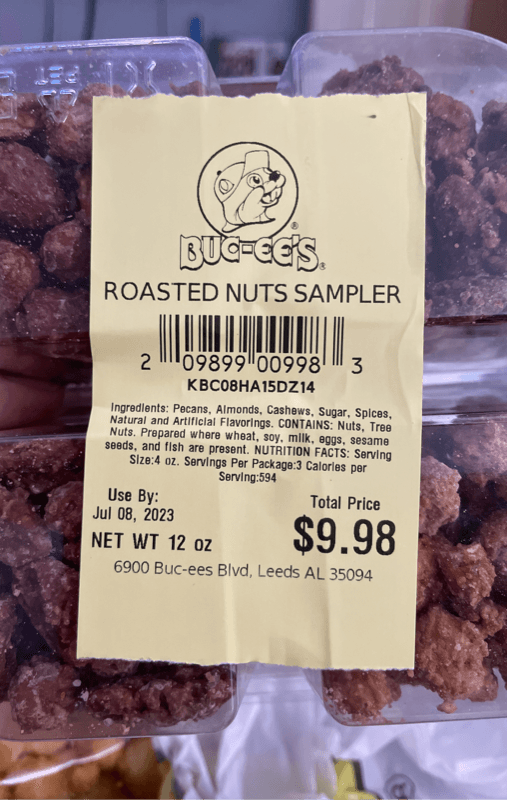 BUC-EE'S®
ROASTED NUTS SAMPLER
2 09899 00998 3
KBC08HA15DZ14
Ingredients: Pecans, Almonds, Cashews, Sugar, Spices,
Natural and Artificial Flavorings. CONTAINS: Nuts, Tree
Nuts. Prepared where wheat, soy, milk, eggs, sesame
seeds, and fish are present. NUTRITION FACTS: Serving
Size:4 oz. Servings Per Package:3 Calories per
Serving:594
Use By:
Jul 08, 2023
Total Price
$9.98
NET WT 12 oz
6900 Buc-ees Blvd, Leeds AL 35094